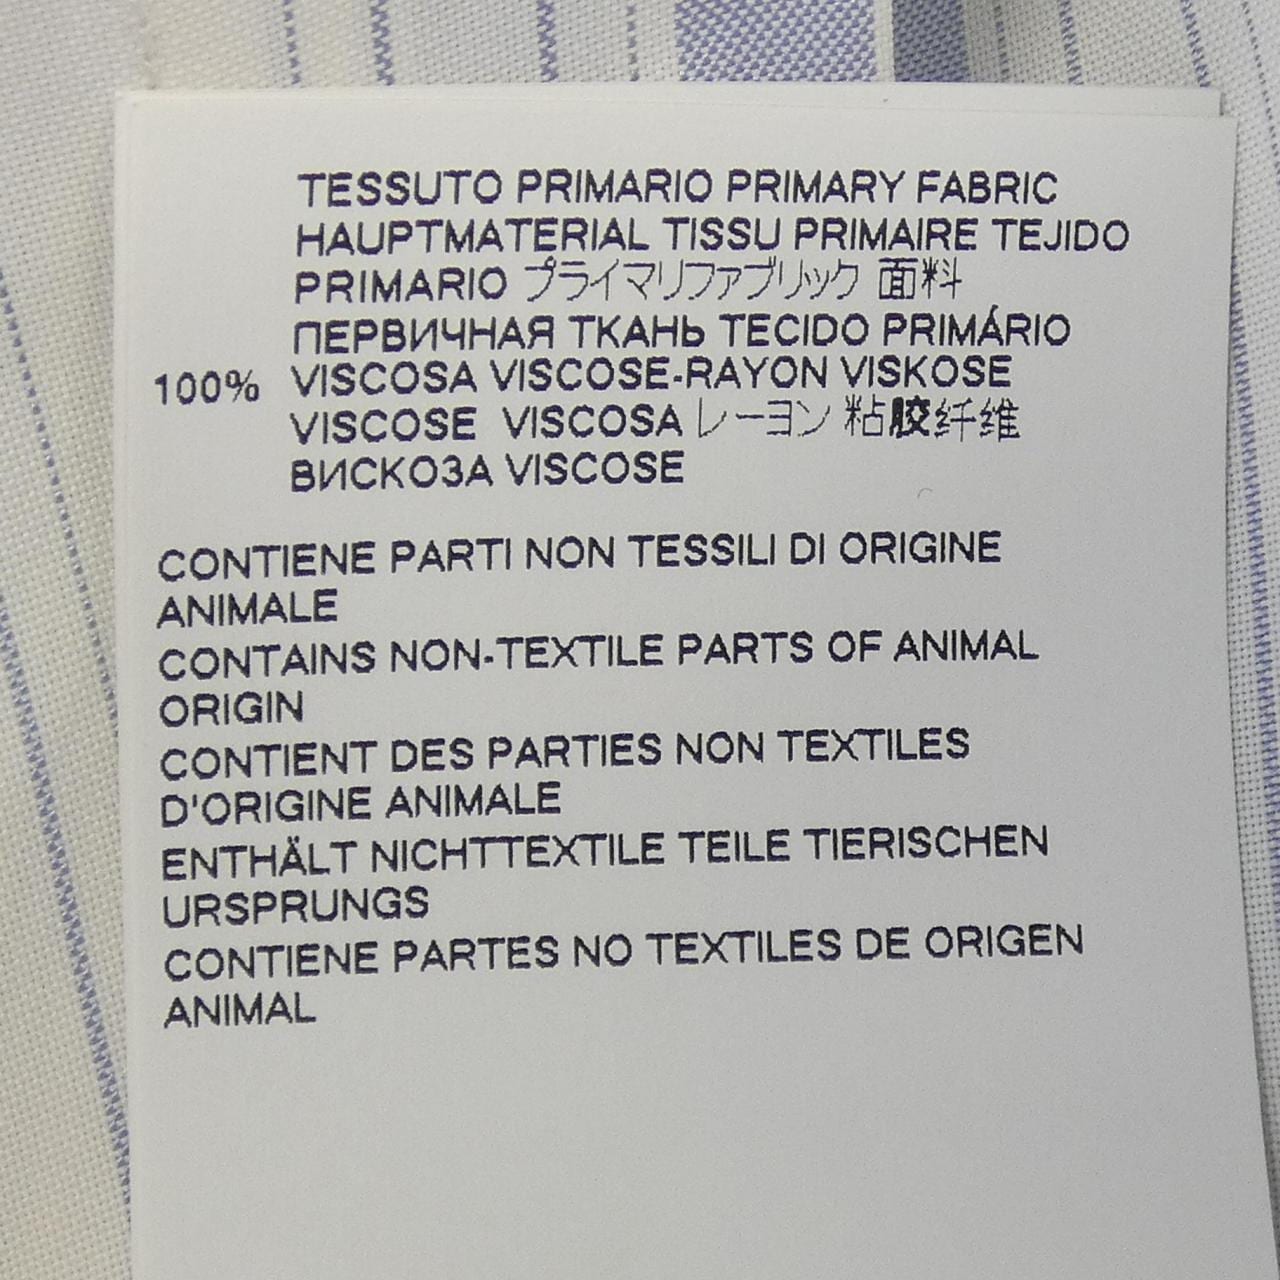 TESSUTO PRIMARIO PRIMARY FABRIC
HAUPTMATERIAL TISSU PRIMAIRE TEJIDO
PRIMARIO プライマリファブリック 面料
ПЕРВИЧНАЯ ТКАНЬ TECIDO PRIMÁRIO
100% VISCOSA VISCOSE-RAYON VISKOSE
VISCOSE VISCOSA レーヨン 粘胶纤维
ВИСКОЗА VISCOSE
CONTIENE PARTI NON TESSILI DI ORIGINE
ANIMALE
CONTAINS NON-TEXTILE PARTS OF ANIMAL
ORIGIN
CONTIENT DES PARTIES NON TEXTILES
D'ORIGINE ANIMALE
ENTHÄLT NICHTTEXTILE TEILE TIERISCHEN
URSPRUNGS
CONTIENE PARTES NO TEXTILES DE ORIGEN
ANIMAL